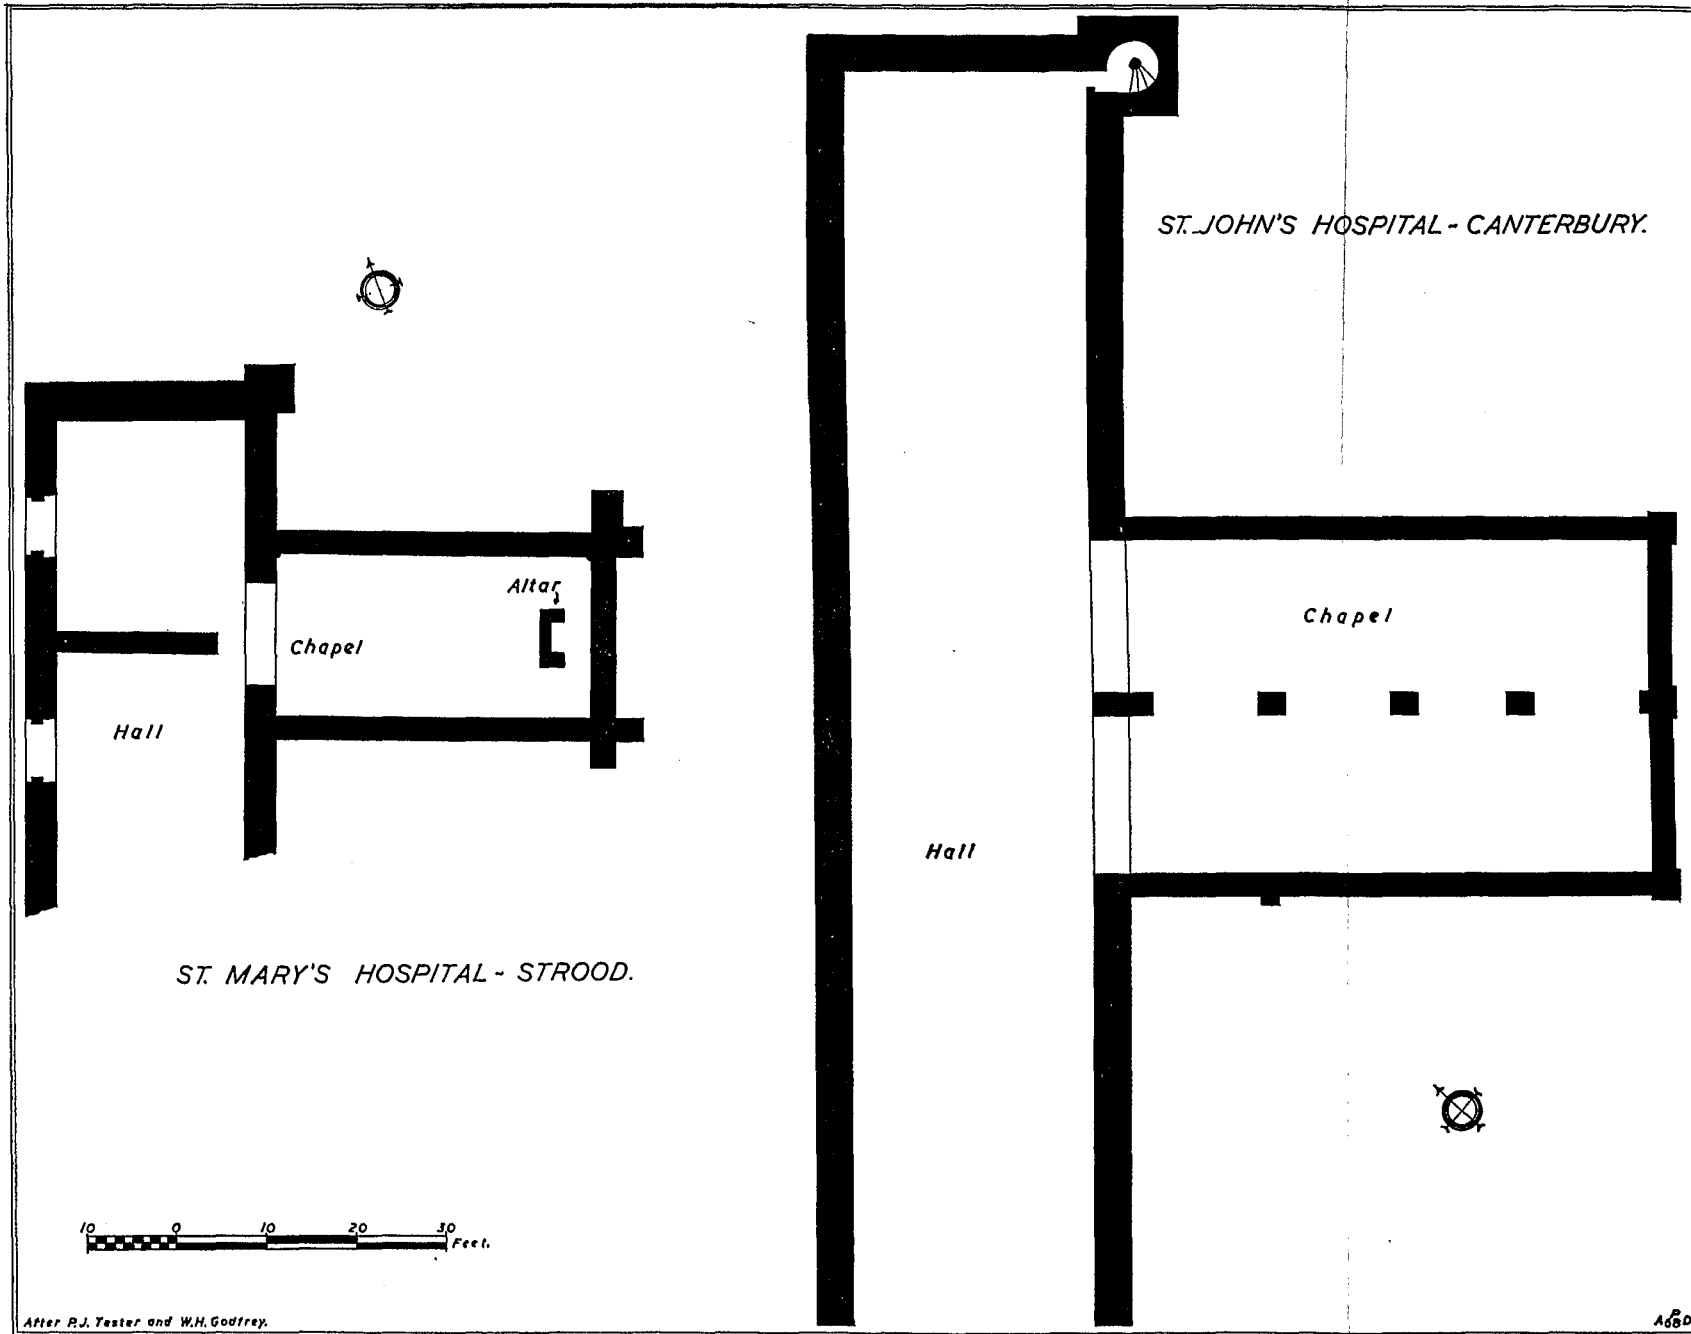 ST. JOHN'S HOSPITAL - CANTERBURY.
Altar
Chapel
Hall
Chapel
Hall
ST. MARY'S HOSPITAL - STROOD.
10 0 10 20 30 Feet.
After P.J. Tester and W.H. Godfrey.